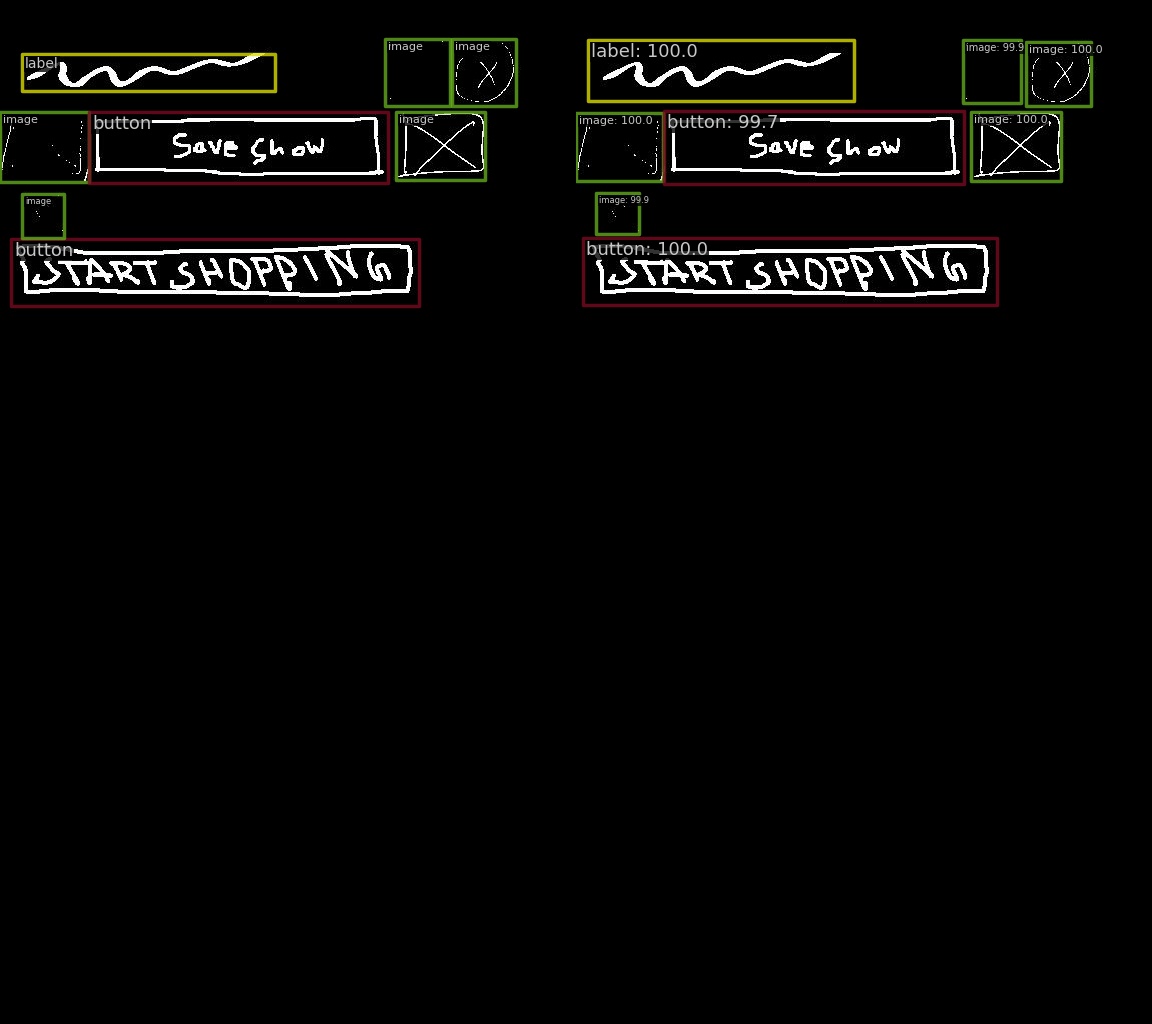 label image image label: 100.0 image: 99.9 image: 100.0
image button image image: 100.0 button: 99.7 image: 100.0
Save Show Save Show
image image: 99.9
button button: 100.0
START SHOPPING START SHOPPING